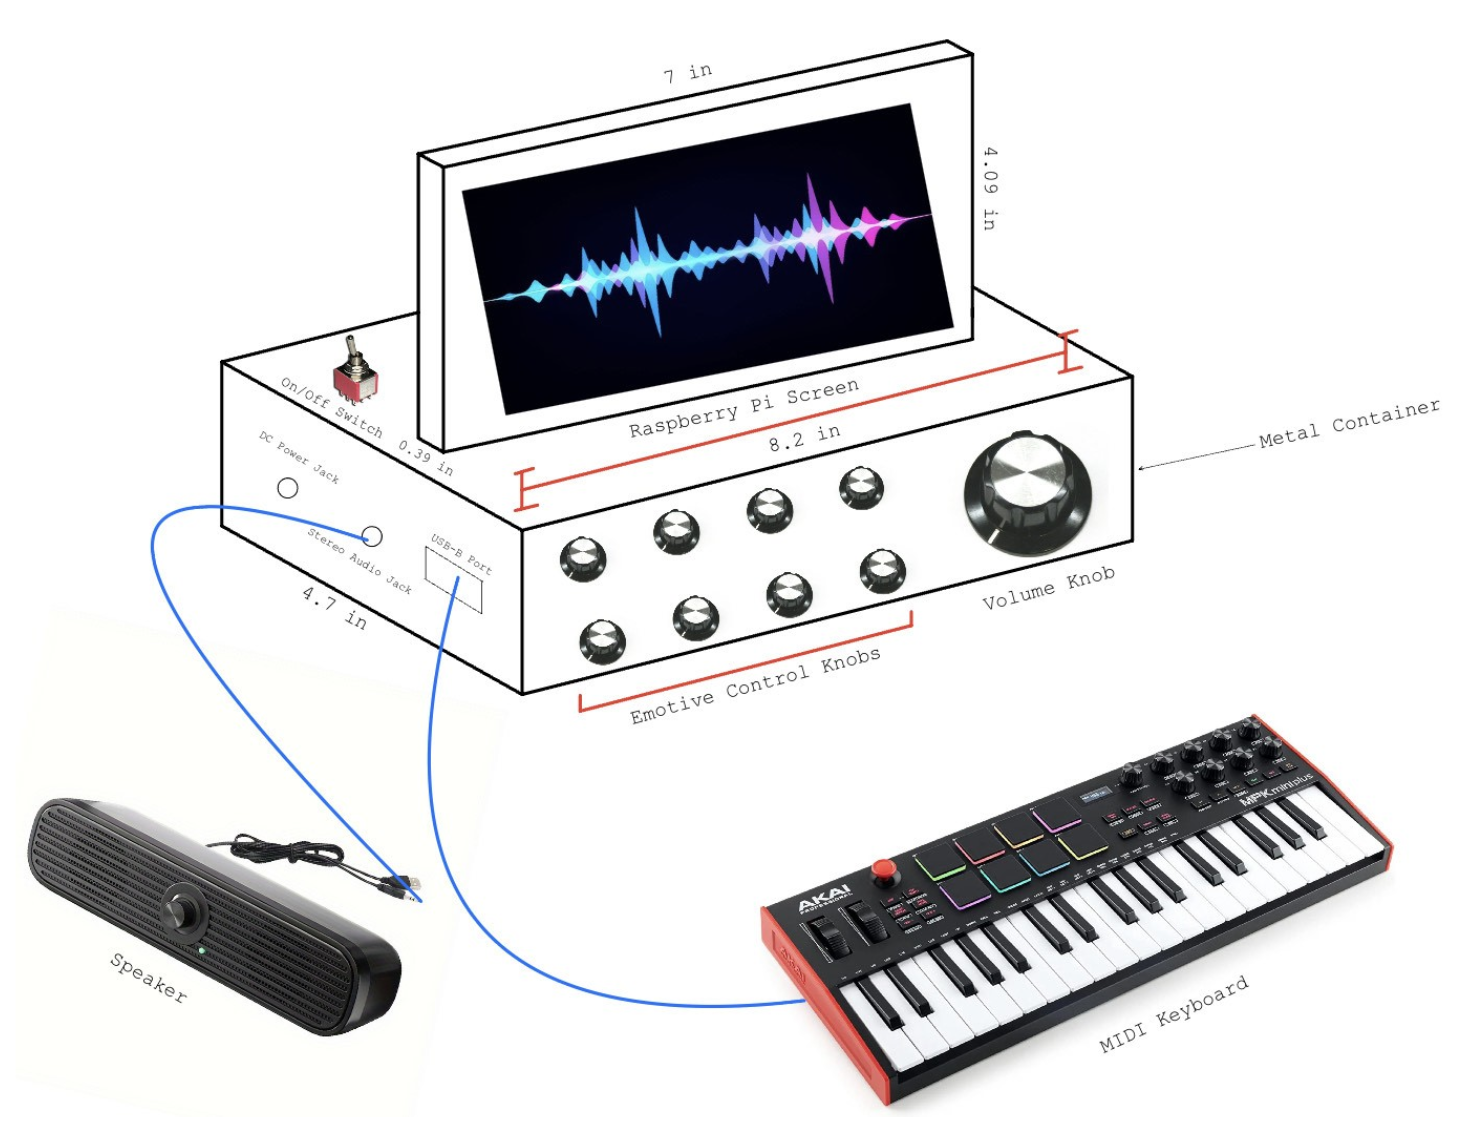 7 in
4.09 in
On/Off Switch
0.39 in
Raspberry Pi Screen
8.2 in
Metal Container
DC Power Jack
Stereo Audio Jack
USB-B Port
4.7 in
Volume Knob
Emotive Control Knobs
Speaker
AKAI
PROFESSIONAL
MPK miniplus
AKAI
MIDI Keyboard